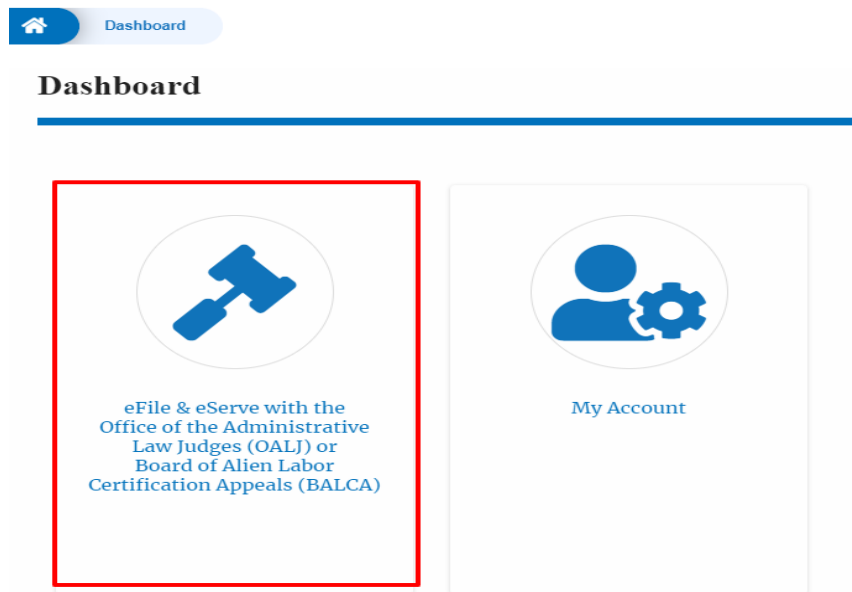 Dashboard
Dashboard
eFile & eServe with the
Office of the Administrative
Law Judges (OALJ) or
Board of Alien Labor
Certification Appeals (BALCA)
My Account